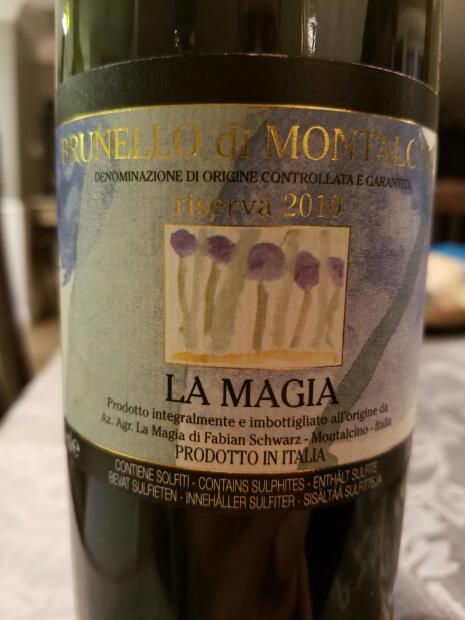 BRUNELLO di MONTALCIN
DENOMINAZIONE DI ORIGINE CONTROLLATA E GARANTITA
riserva 2010
LA MAGIA
Prodotto integralmente e imbottigliato all'origine da
Az. Agr. La Magia di Fabian Schwarz - Montalcino - Italia
PRODOTTO IN ITALIA
CONTIENE SOLFITI - CONTAINS SULPHITES - ENTHÄLT SULFITE
BEVAT SULFIETEN - INNEHÅLLER SULFITER - SISÄLTÄÄ SULFIITTEJA